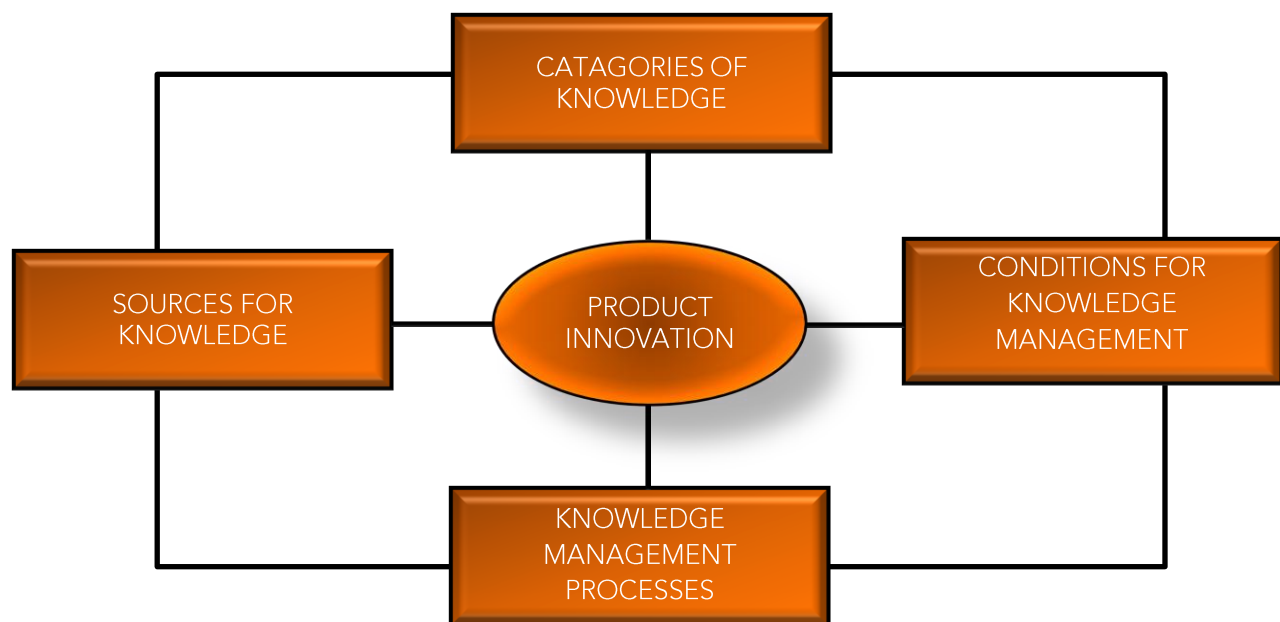 CATAGORIES OF
KNOWLEDGE
SOURCES FOR
KNOWLEDGE
PRODUCT
INNOVATION
CONDITIONS FOR
KNOWLEDGE
MANAGEMENT
KNOWLEDGE
MANAGEMENT
PROCESSES